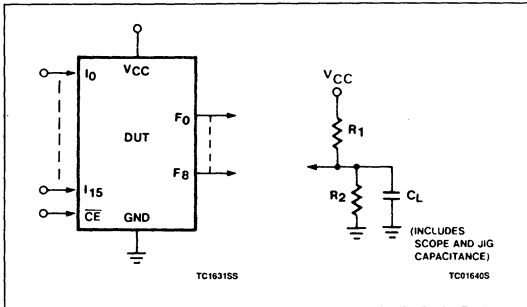 VCC
I0
F0
DUT
F8
I15
CE
GND
TC1631SS
VCC
R1
R2
CL
(INCLUDES
SCOPE AND JIG
CAPACITANCE)
TC01640S